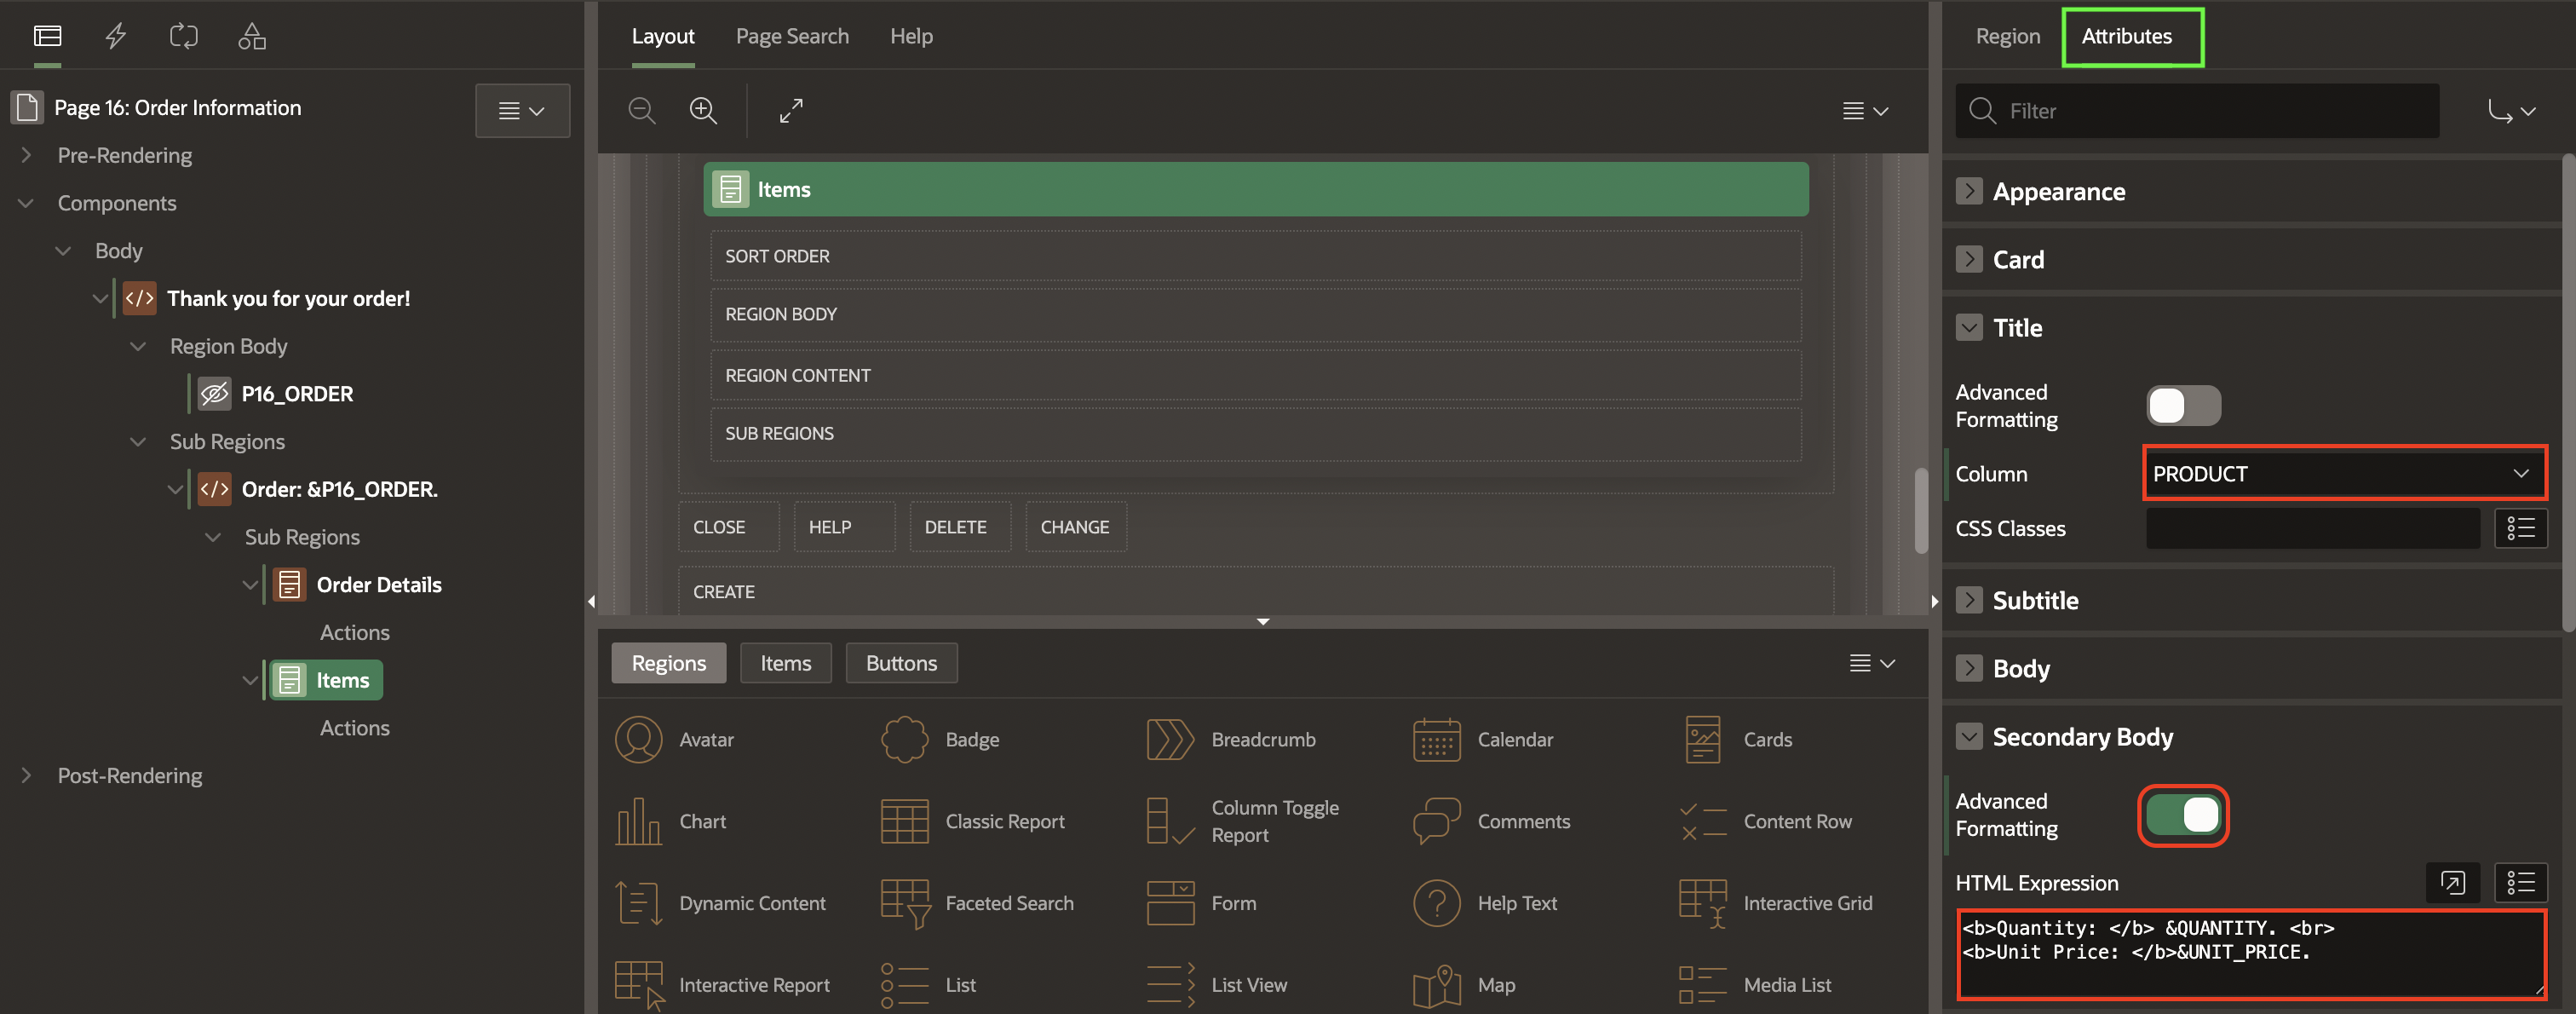 Page 16: Order Information
Pre-Rendering
Components
Body
Thank you for your order!
Region Body
P16_ORDER
Sub Regions
Order: &P16_ORDER.
Sub Regions
Order Details
Actions
Items
Actions
Post-Rendering
Layout
Page Search
Help
Items
SORT ORDER
REGION BODY
REGION CONTENT
SUB REGIONS
CLOSE
HELP
DELETE
CHANGE
CREATE
Regions
Items
Buttons
Avatar
Badge
Breadcrumb
Calendar
Cards
Chart
Classic Report
Column Toggle
Report
Comments
Content Row
Dynamic Content
Faceted Search
Form
Help Text
Interactive Grid
Interactive Report
List
List View
Map
Media List
Region
Attributes
Filter
Appearance
Card
Title
Advanced
Formatting
Column
PRODUCT
CSS Classes
Subtitle
Body
Secondary Body
Advanced
Formatting
HTML Expression
<b>Quantity: </b> &QUANTITY. <br>
<b>Unit Price: </b>&UNIT_PRICE.